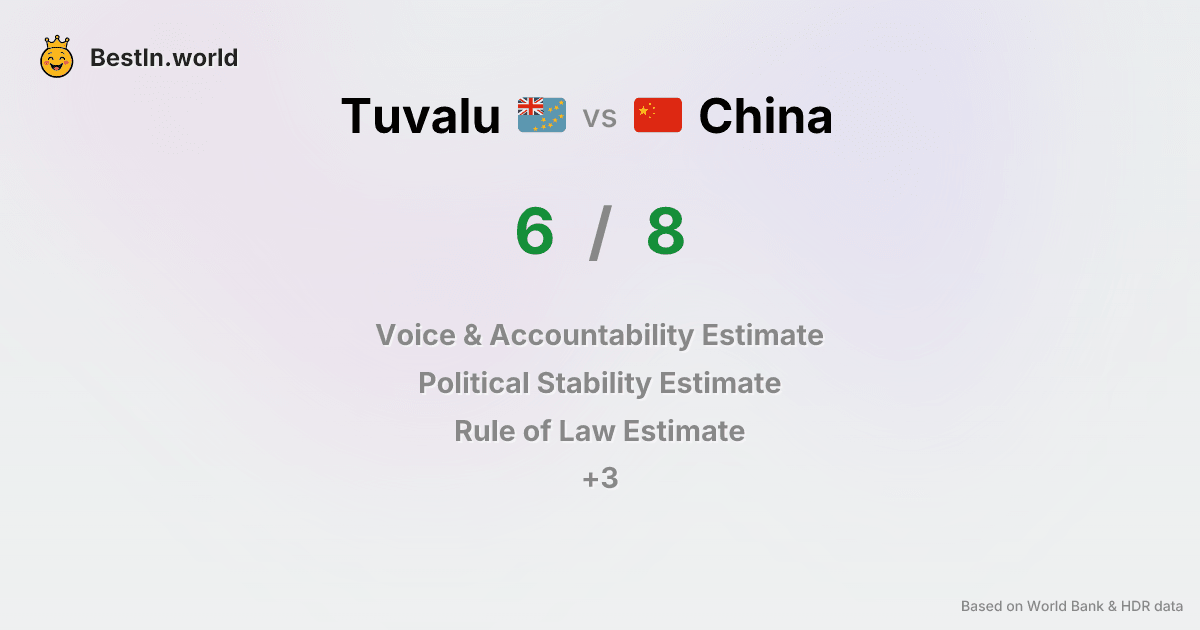 BestIn.world
Tuvalu vs China
6 / 8
Voice & Accountability Estimate
Political Stability Estimate
Rule of Law Estimate
+3
Based on World Bank & HDR data